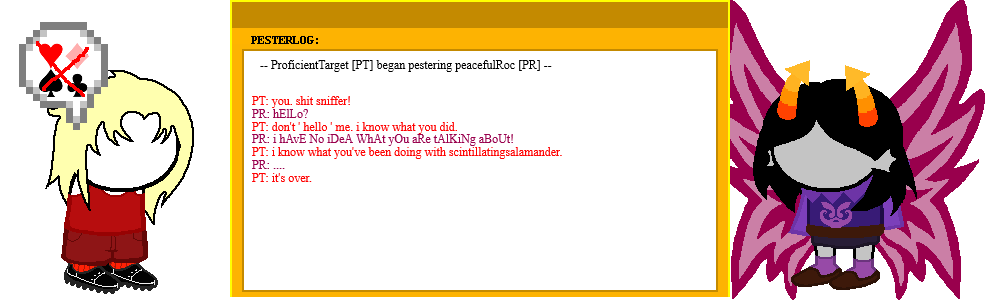 PESTERLOG:
-- ProficientTarget [PT] began pestering peacefulRoc [PR] --
PT: you. shit sniffer!
PR: hElLo?
PT: don't ' hello ' me. i know what you did.
PR: i hAvE No iDeA WhAt yOu aRe tAlKiNg aBoUt!
PT: i know what you've been doing with scintillatingsalamander.
PR: ....
PT: it's over.